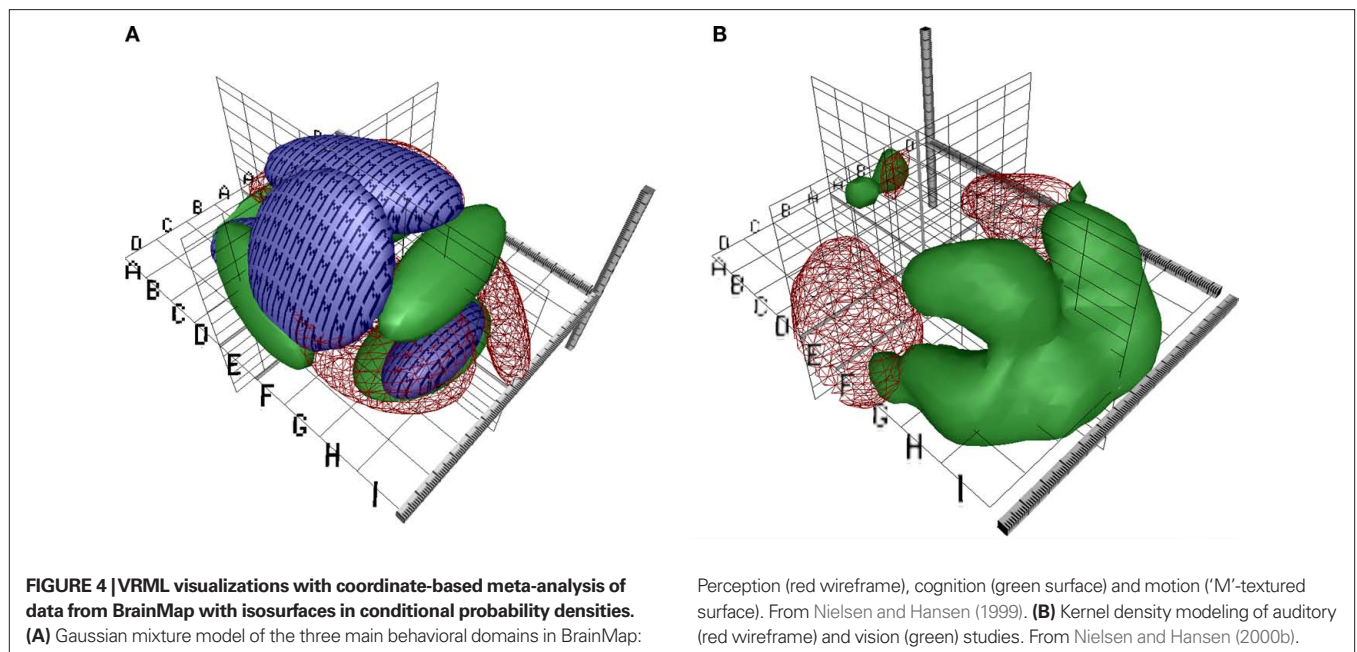 A
B
D
A
A
B
C
D
A
B
C
D
E
F
G
H
I
D
B
A
A
B
C
D
A
B
C
D
E
F
G
H
I
FIGURE 4 | VRML visualizations with coordinate-based meta-analysis of
data from BrainMap with isosurfaces in conditional probability densities.
(A) Gaussian mixture model of the three main behavioral domains in BrainMap:
Perception (red wireframe), cognition (green surface) and motion (‘M’-textured
surface). From Nielsen and Hansen (1999). (B) Kernel density modeling of auditory
(red wireframe) and vision (green) studies. From Nielsen and Hansen (2000b).